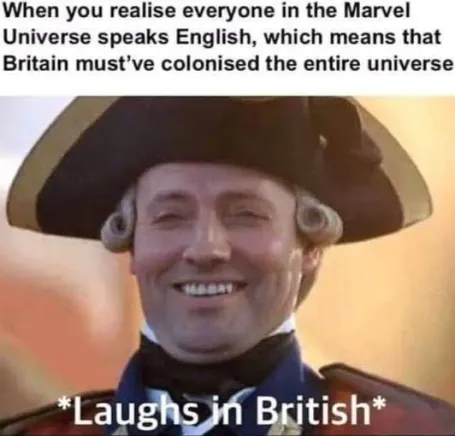 When you realise everyone in the Marvel
Universe speaks English, which means that
Britain must've colonised the entire universe
*Laughs in British*